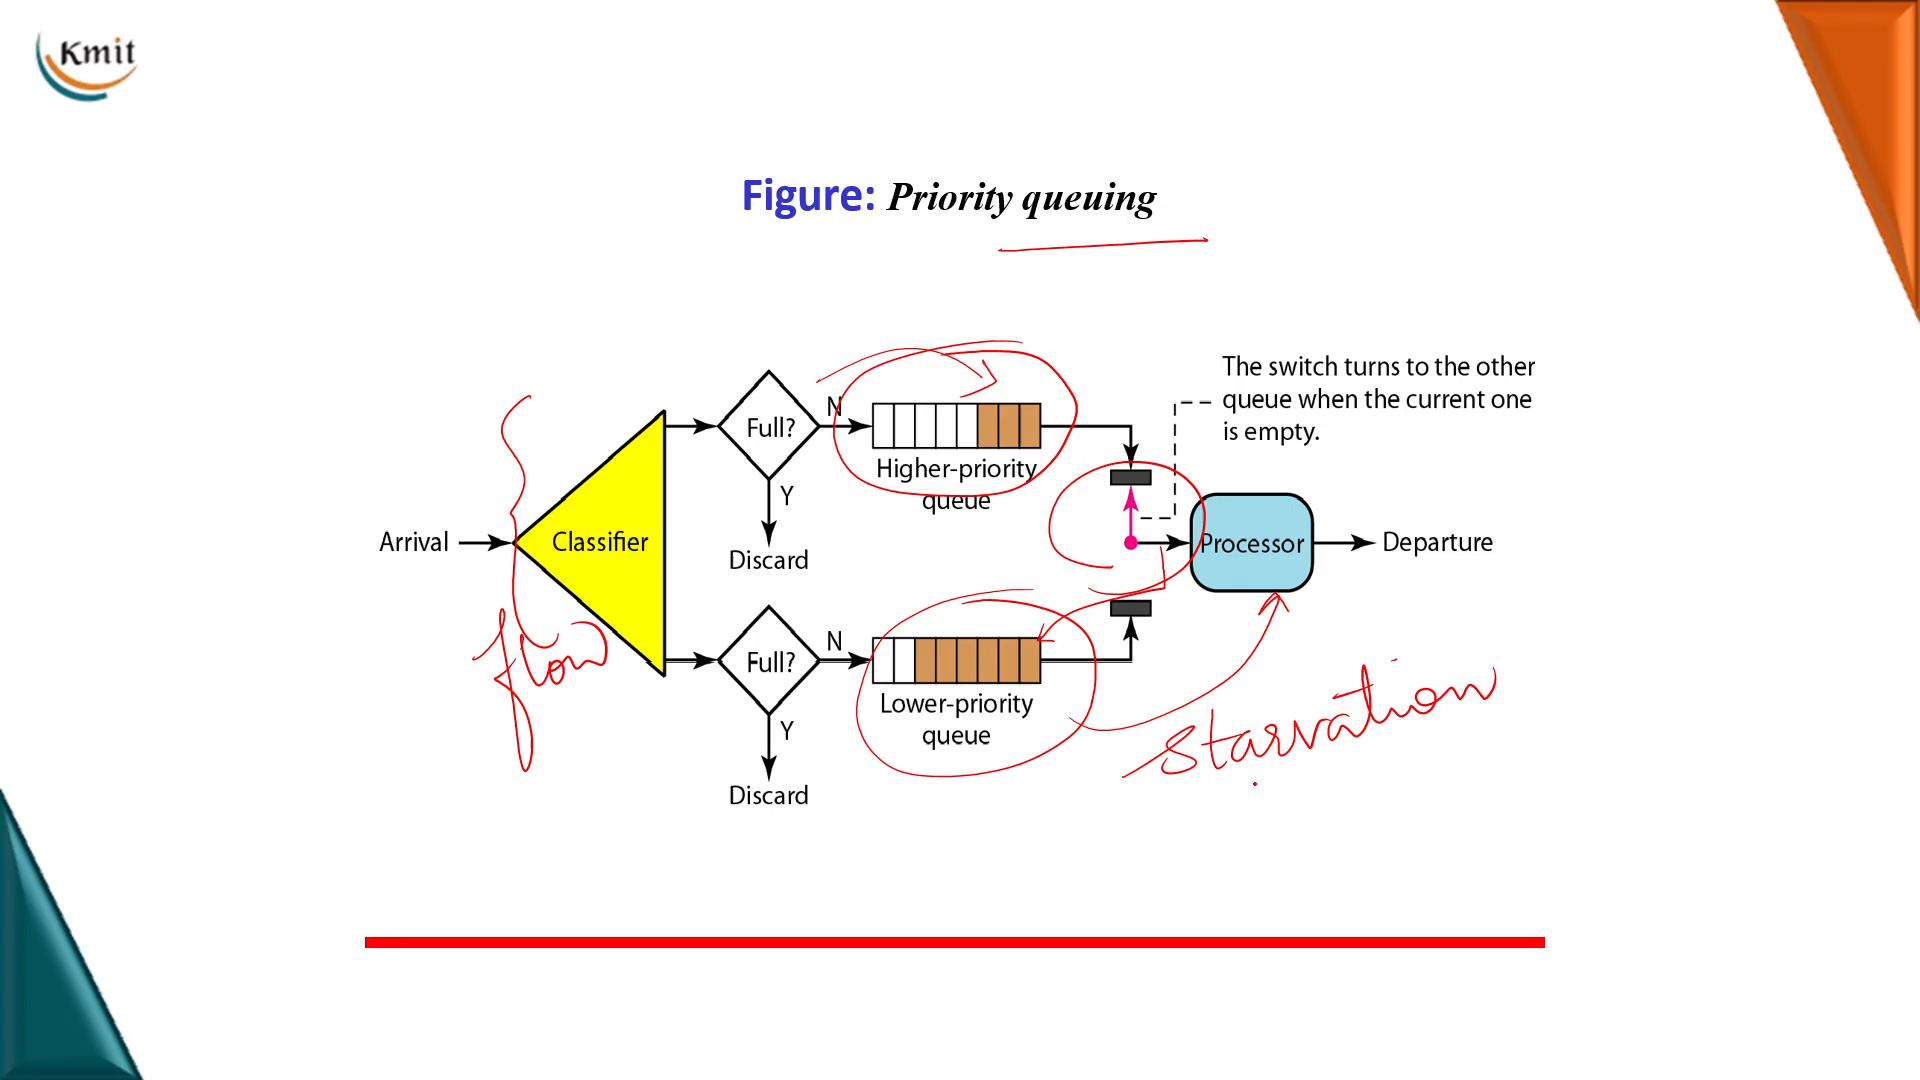 Kmit
Figure: Priority queuing
The switch turns to the other
queue when the current one
is empty.
Full?
N
Higher-priority
queue
Y
Discard
Arrival
Classifier
Processor
Departure
flow
Full?
N
Lower-priority
queue
Y
Discard
starvation